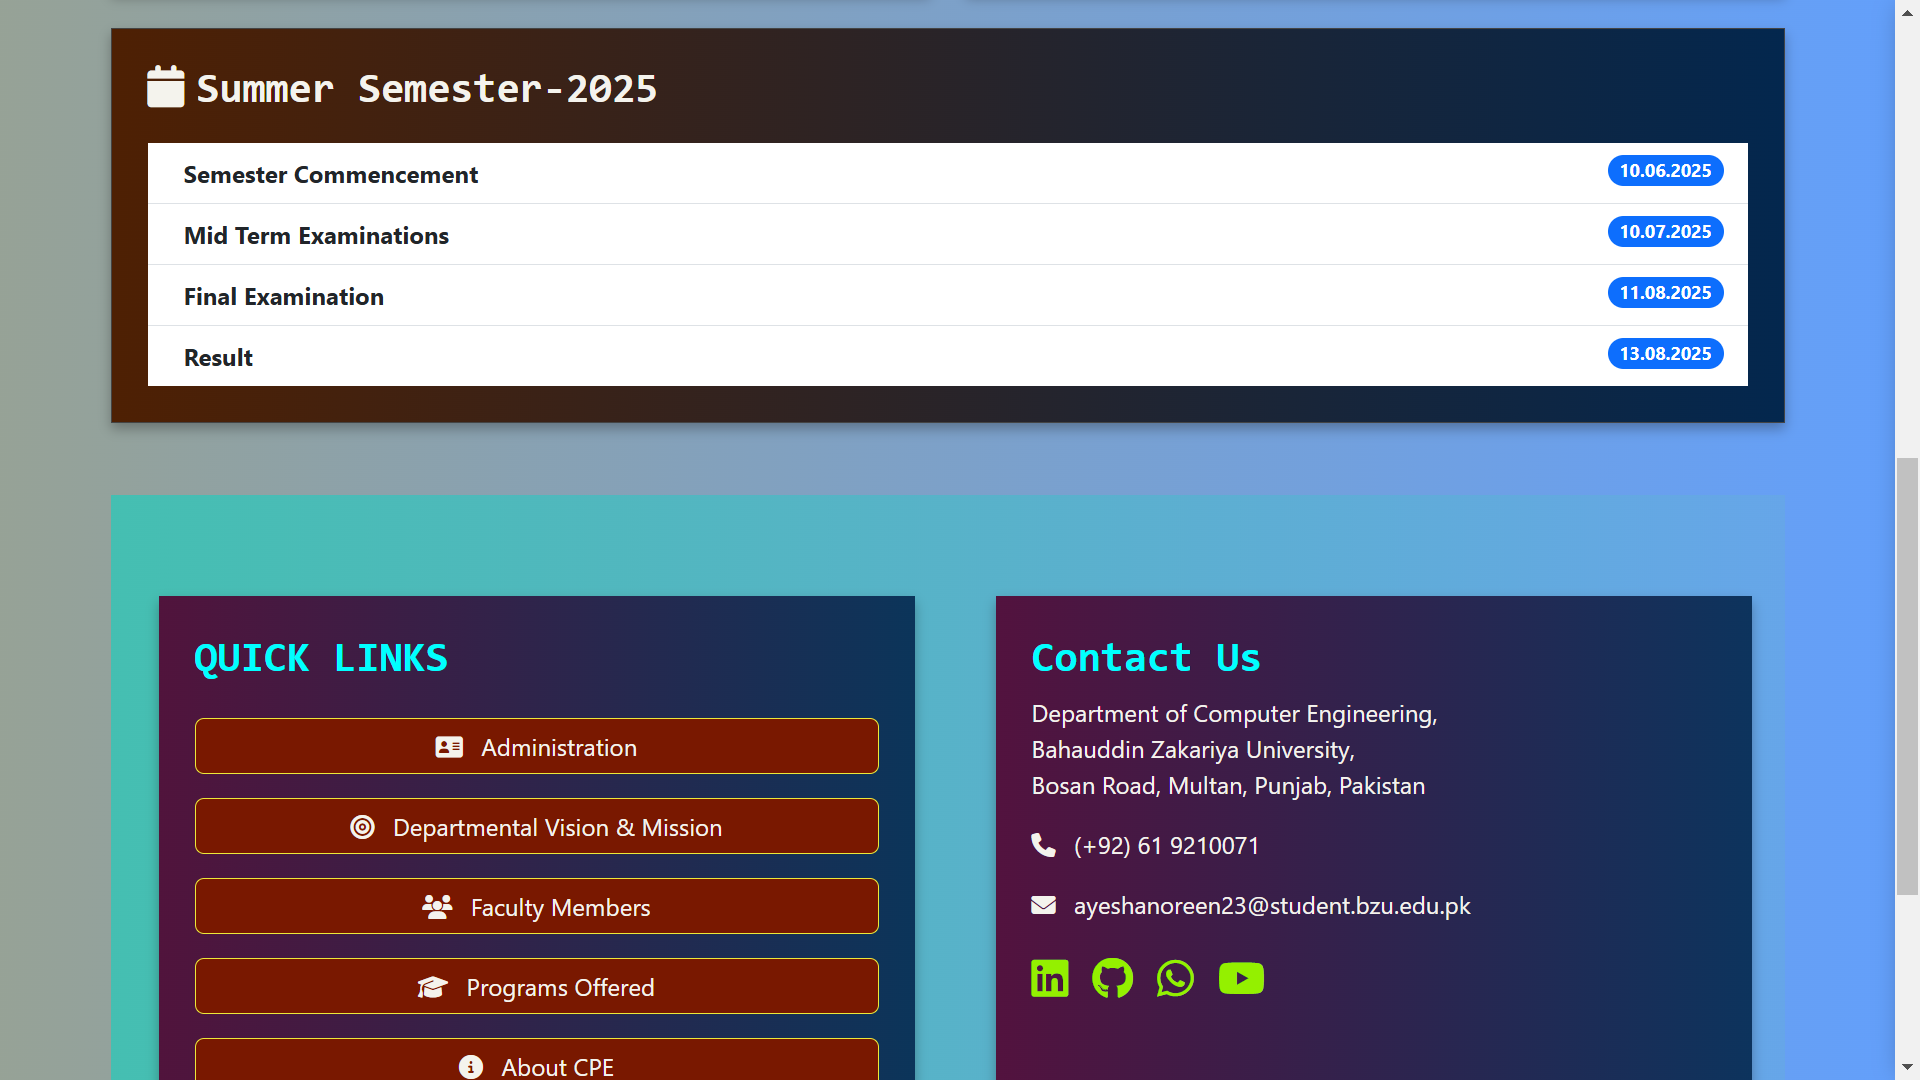 Summer Semester-2025
Semester Commencement 10.06.2025
Mid Term Examinations 10.07.2025
Final Examination 11.08.2025
Result 13.08.2025
QUICK LINKS
Administration
Departmental Vision & Mission
Faculty Members
Programs Offered
About CPE
Contact Us
Department of Computer Engineering,
Bahauddin Zakariya University,
Bosan Road, Multan, Punjab, Pakistan
(+92) 61 9210071
ayeshanoreen23@student.bzu.edu.pk
in